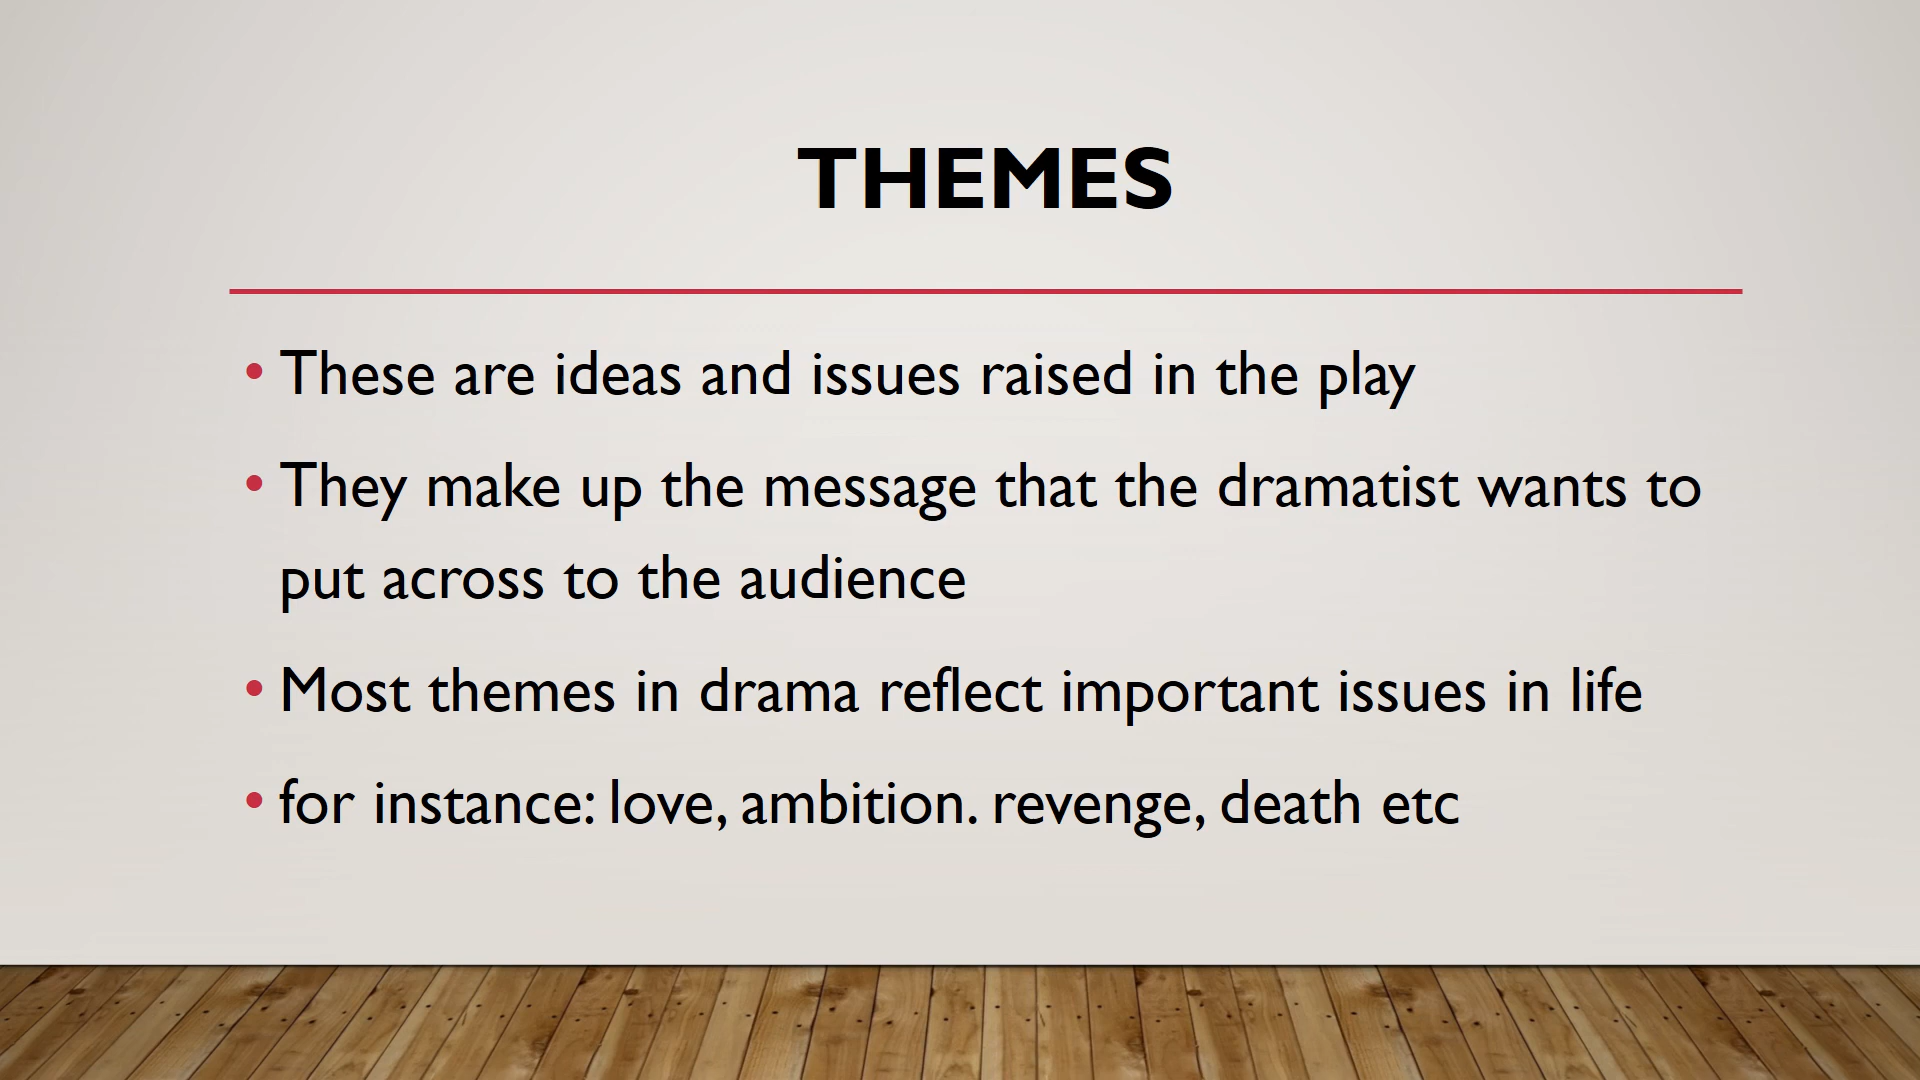 THEMES
• These are ideas and issues raised in the play
• They make up the message that the dramatist wants to
put across to the audience
• Most themes in drama reflect important issues in life
• for instance: love, ambition. revenge, death etc